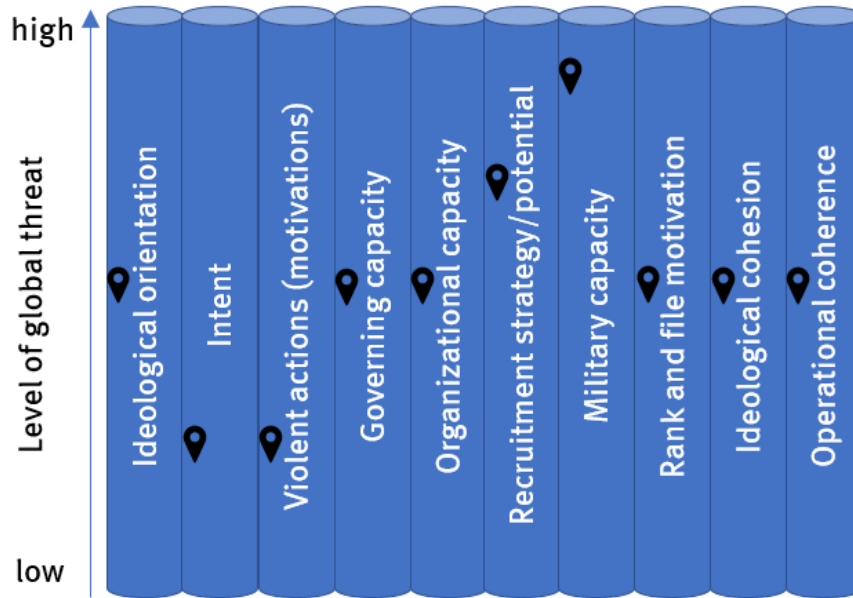 high
Level of global threat
low
Ideological orientation
Intent
Violent actions (motivations)
Governing capacity
Organizational capacity
Recruitment strategy/potential
Military capacity
Rank and file motivation
Ideological cohesion
Operational coherence